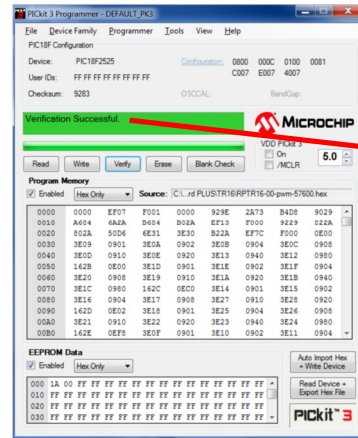 PICkit 3 Programmer - DEFAULT_PK3
File Device Family Programmer Tools View Help
PIC18F Configuration
Device: PIC18F2525 Configuration: 0800 000C 0100 0081
C007 E007 4007
User IDs: FF FF FF FF FF FF FF FF
Checksum: 9283 OSCCAL: BandGap:
Verification Successful.
MICROCHIP
VDD PICkit 3
Read Write Verify Erase Blank Check On /MCLR 5.0
Program Memory
Enabled Hex Only Source: C:\...rd PLUS\TR16\RPTR16-00-pwm-57600.hex
0000 0000 EF07 F001 0000 929E 2A73 B4D8 9029
0010 A684 6A2A D684 D02A EF13 F000 9229 822A
0020 802A 50D6 6E31 3E30 B22A EF7C F000 0E00
0030 3E09 0901 3E0A 0902 3E0B 0904 3E0C 0908
0040 3E0D 0910 3E0E 0920 3E13 0940 3E12 0980
0050 162B 0E00 3E1D 0901 3E1E 0902 3E1F 0904
0060 3E20 0908 3E19 0910 3E1A 0920 3E1B 0940
0070 3E1C 0980 162C 0EC0 3E14 0901 3E15 0902
0080 3E16 0904 3E17 0908 3E27 0910 3E28 0920
0090 162D 0E02 3E18 0901 3E25 0904 3E26 0908
00A0 3E21 0910 3E22 0920 3E23 0940 3E24 0980
00B0 162E 0EF8 3E0F 0901 3E10 0902 3E11 0904
EEPROM Data
Enabled Hex Only
Auto Import Hex
+ Write Device
Read Device +
Export Hex File
000 1A 00 FF FF FF FF FF FF FF FF FF FF FF FF FF FF
010 FF FF FF FF FF FF FF FF FF FF FF FF FF FF FF FF
020 FF FF FF FF FF FF FF FF FF FF FF FF FF FF FF FF
030 FF FF FF FF FF FF FF FF FF FF FF FF FF FF FF FF
PICkit™ 3